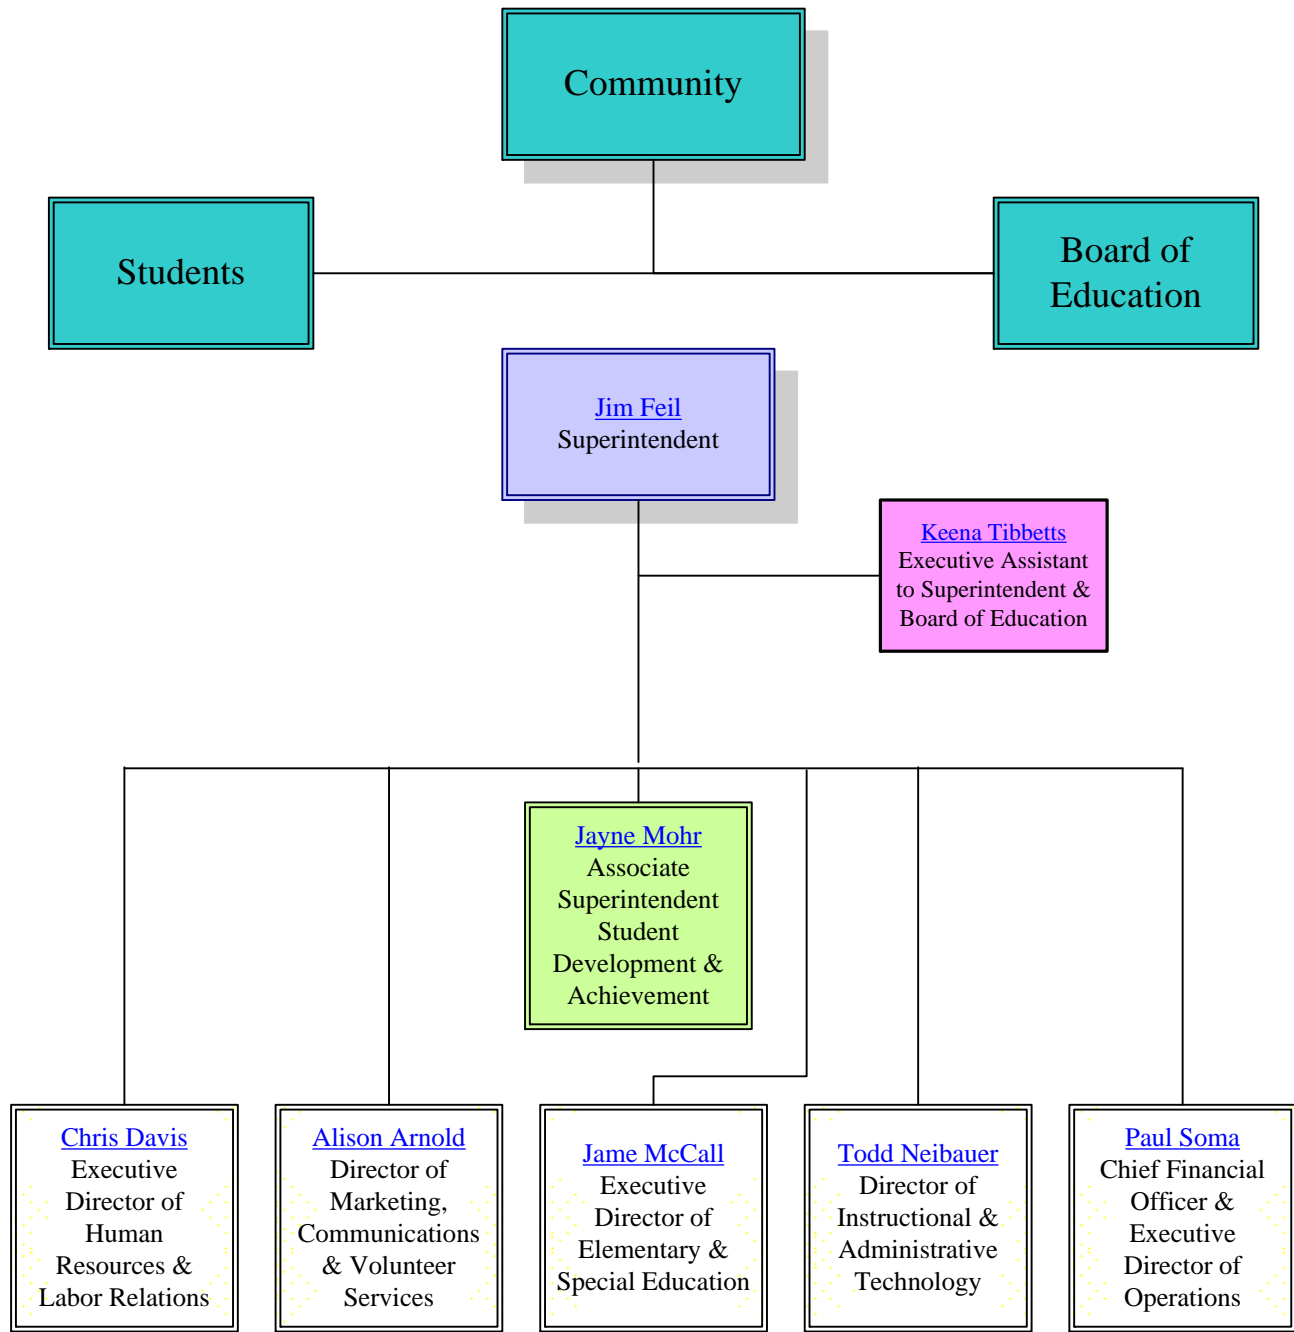 Community
Students
Board of
Education
Jim Feil
Superintendent
Keena Tibbetts
Executive Assistant
to Superintendent &
Board of Education
Jayne Mohr
Associate
Superintendent
Student
Development &
Achievement
Chris Davis
Executive
Director of
Human
Resources &
Labor Relations
Alison Arnold
Director of
Marketing,
Communications
& Volunteer
Services
Jame McCall
Executive
Director of
Elementary &
Special Education
Todd Neibauer
Director of
Instructional &
Administrative
Technology
Paul Soma
Chief Financial
Officer &
Executive
Director of
Operations